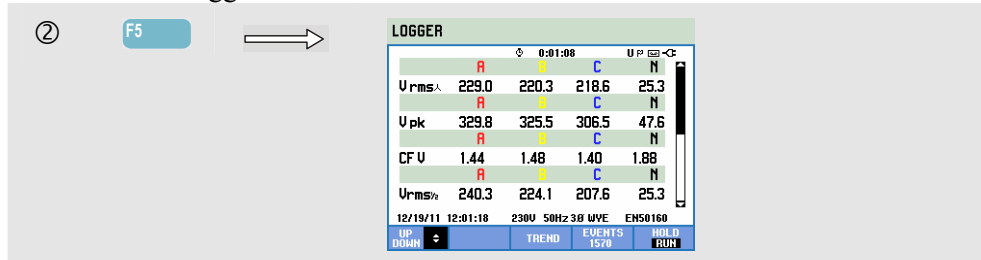 ② F5
LOGGER
0:01:08 U
A B C N
V rms⅄ 229.0 220.3 218.6 25.3
A B C N
V pk 329.8 325.5 306.5 47.6
A B C N
CF V 1.44 1.48 1.40 1.88
A B C N
Vrms½ 240.3 224.1 207.6 25.3
12/19/11 12:01:18 230V 50Hz 3Ø WYE EN50160
UP DOWN TREND EVENTS 1570 HOLD RUN